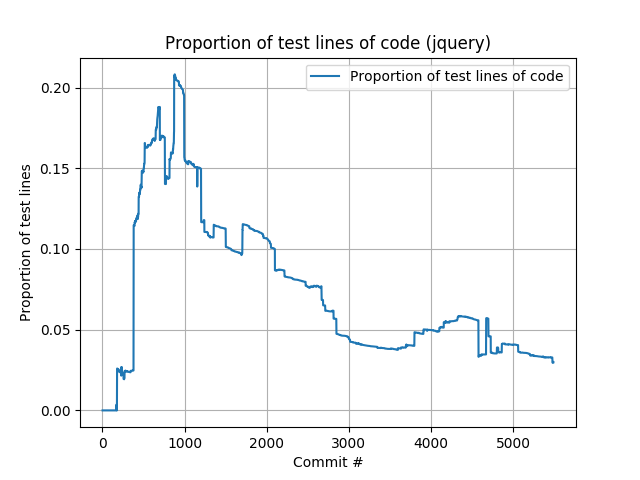 Proportion of test lines of code (jquery)
Proportion of test lines of code
Proportion of test lines
0.20
0.15
0.10
0.05
0.00
0 1000 2000 3000 4000 5000
Commit #